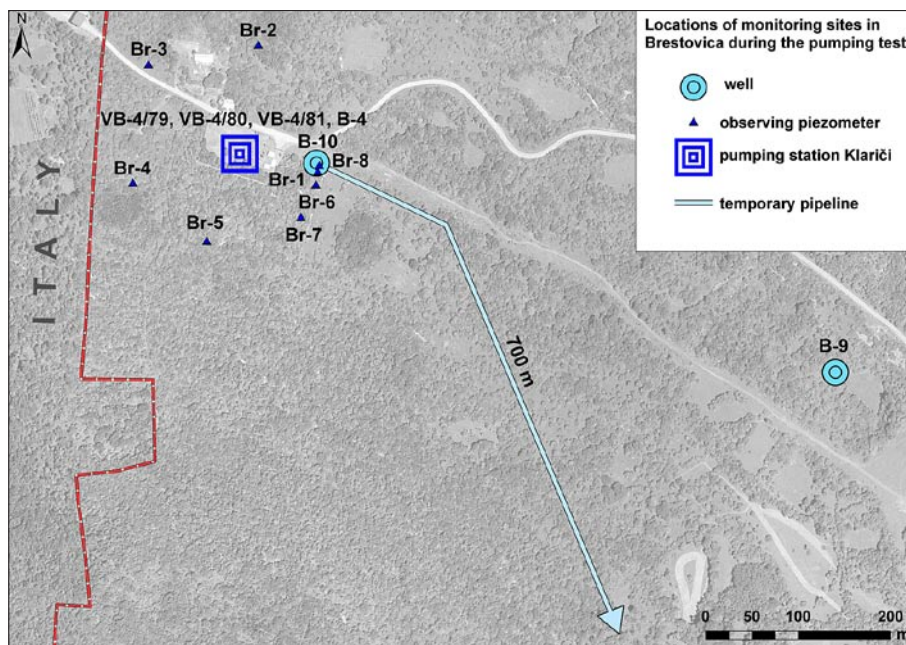 N
Locations of monitoring sites in
Brestovica during the pumping test
well
observing piezometer
pumping station Klariči
temporary pipeline
Br-2
Br-3
VB-4/79, VB-4/80, VB-4/81, B-4
B-10
Br-8
Br-4
Br-1
Br-6
Br-7
Br-5
ITALY
700 m
B-9
0 50 100 200
m